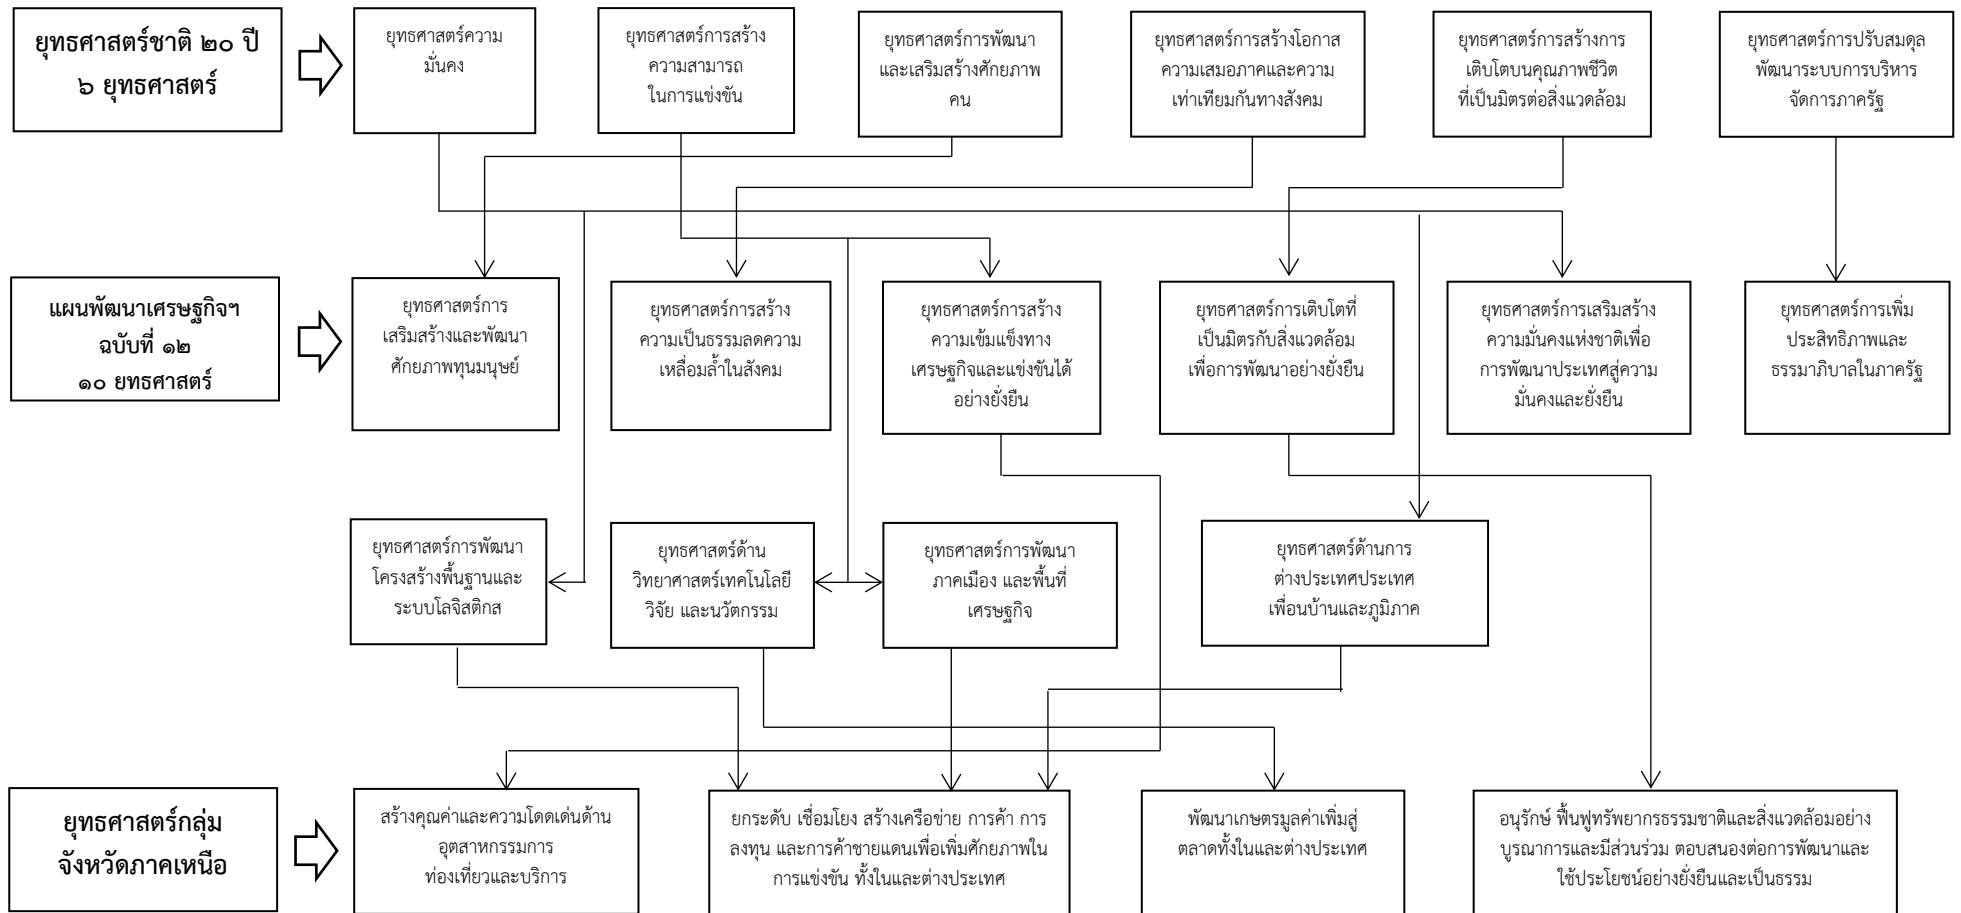 ยุทธศาสตร์ชาติ ๒๐ ปี
๖ ยุทธศาสตร์
ยุทธศาสตร์ความ
มั่นคง
ยุทธศาสตร์การสร้าง
ความสามารถ
ในการแข่งขัน
ยุทธศาสตร์การพัฒนา
และเสริมสร้างศักยภาพ
คน
ยุทธศาสตร์การสร้างโอกาส
ความเสมอภาคและความ
เท่าเทียมกันทางสังคม
ยุทธศาสตร์การสร้างการ
เติบโตบนคุณภาพชีวิต
ที่เป็นมิตรต่อสิ่งแวดล้อม
ยุทธศาสตร์การปรับสมดุล
พัฒนาระบบการบริหาร
จัดการภาครัฐ
แผนพัฒนาเศรษฐกิจฯ
ฉบับที่ ๑๒
๑๐ ยุทธศาสตร์
ยุทธศาสตร์การ
เสริมสร้างและพัฒนา
ศักยภาพทุนมนุษย์
ยุทธศาสตร์การสร้าง
ความเป็นธรรมลดความ
เหลื่อมล้ำในสังคม
ยุทธศาสตร์การสร้าง
ความเข้มแข็งทาง
เศรษฐกิจและแข่งขันได้
อย่างยั่งยืน
ยุทธศาสตร์การเติบโตที่
เป็นมิตรกับสิ่งแวดล้อม
เพื่อการพัฒนาอย่างยั่งยืน
ยุทธศาสตร์การเสริมสร้าง
ความมั่นคงแห่งชาติเพื่อ
การพัฒนาประเทศสู่ความ
มั่นคงและยั่งยืน
ยุทธศาสตร์การเพิ่ม
ประสิทธิภาพและ
ธรรมาภิบาลในภาครัฐ
ยุทธศาสตร์การพัฒนา
โครงสร้างพื้นฐานและ
ระบบโลจิสติกส
ยุทธศาสตร์ด้าน
วิทยาศาสตร์เทคโนโลยี
วิจัย และนวัตกรรม
ยุทธศาสตร์การพัฒนา
ภาคเมือง และพื้นที่
เศรษฐกิจ
ยุทธศาสตร์ด้านการ
ต่างประเทศประเทศ
เพื่อนบ้านและภูมิภาค
ยุทธศาสตร์กลุ่ม
จังหวัดภาคเหนือ
สร้างคุณค่าและความโดดเด่นด้าน
อุตสาหกรรมการ
ท่องเที่ยวและบริการ
ยกระดับ เชื่อมโยง สร้างเครือข่าย การค้า การ
ลงทุน และการค้าชายแดนเพื่อเพิ่มศักยภาพใน
การแข่งขัน ทั้งในและต่างประเทศ
พัฒนาเกษตรมูลค่าเพิ่มสู่
ตลาดทั้งในและต่างประเทศ
อนุรักษ์ ฟื้นฟูทรัพยากรธรรมชาติและสิ่งแวดล้อมอย่าง
บูรณาการและมีส่วนร่วม ตอบสนองต่อการพัฒนาและ
ใช้ประโยชน์อย่างยั่งยืนและเป็นธรรม